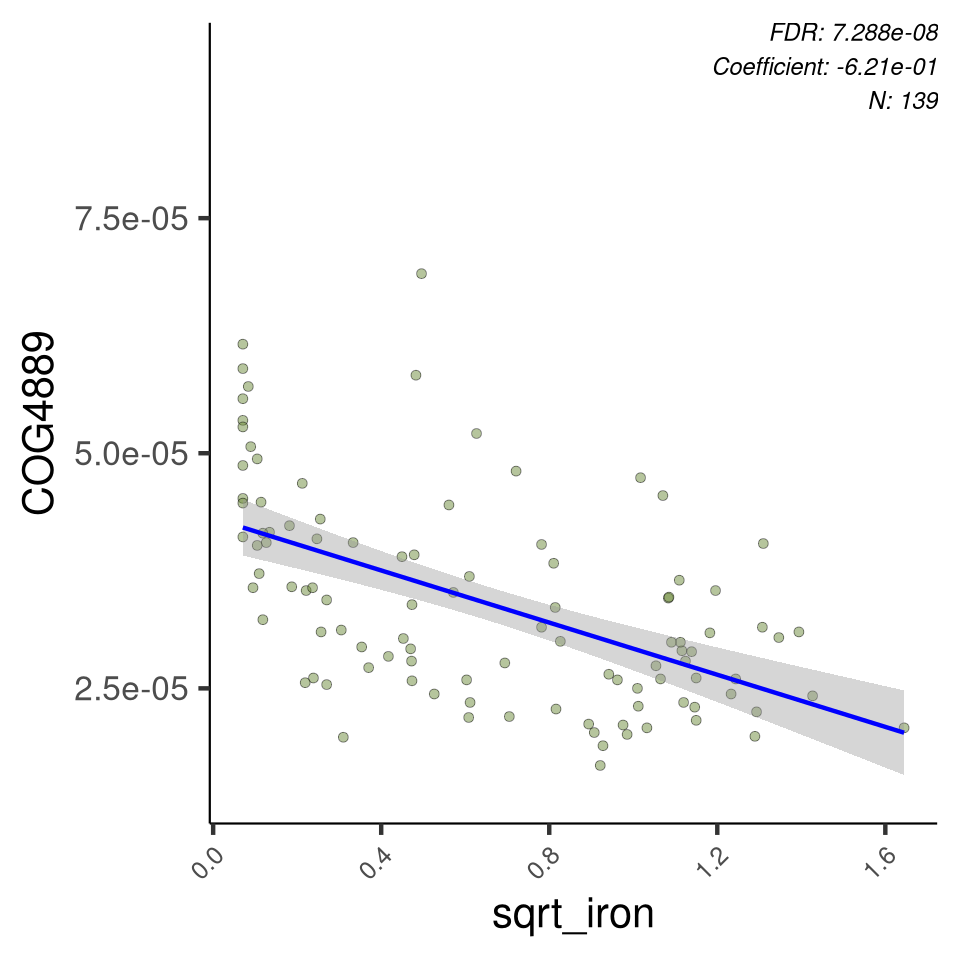 FDR: 7.288e-08
Coefficient: -6.21e-01
N: 139
7.5e-05
5.0e-05
2.5e-05
COG4889
0.0
0.4
0.8
1.2
1.6
sqrt_iron